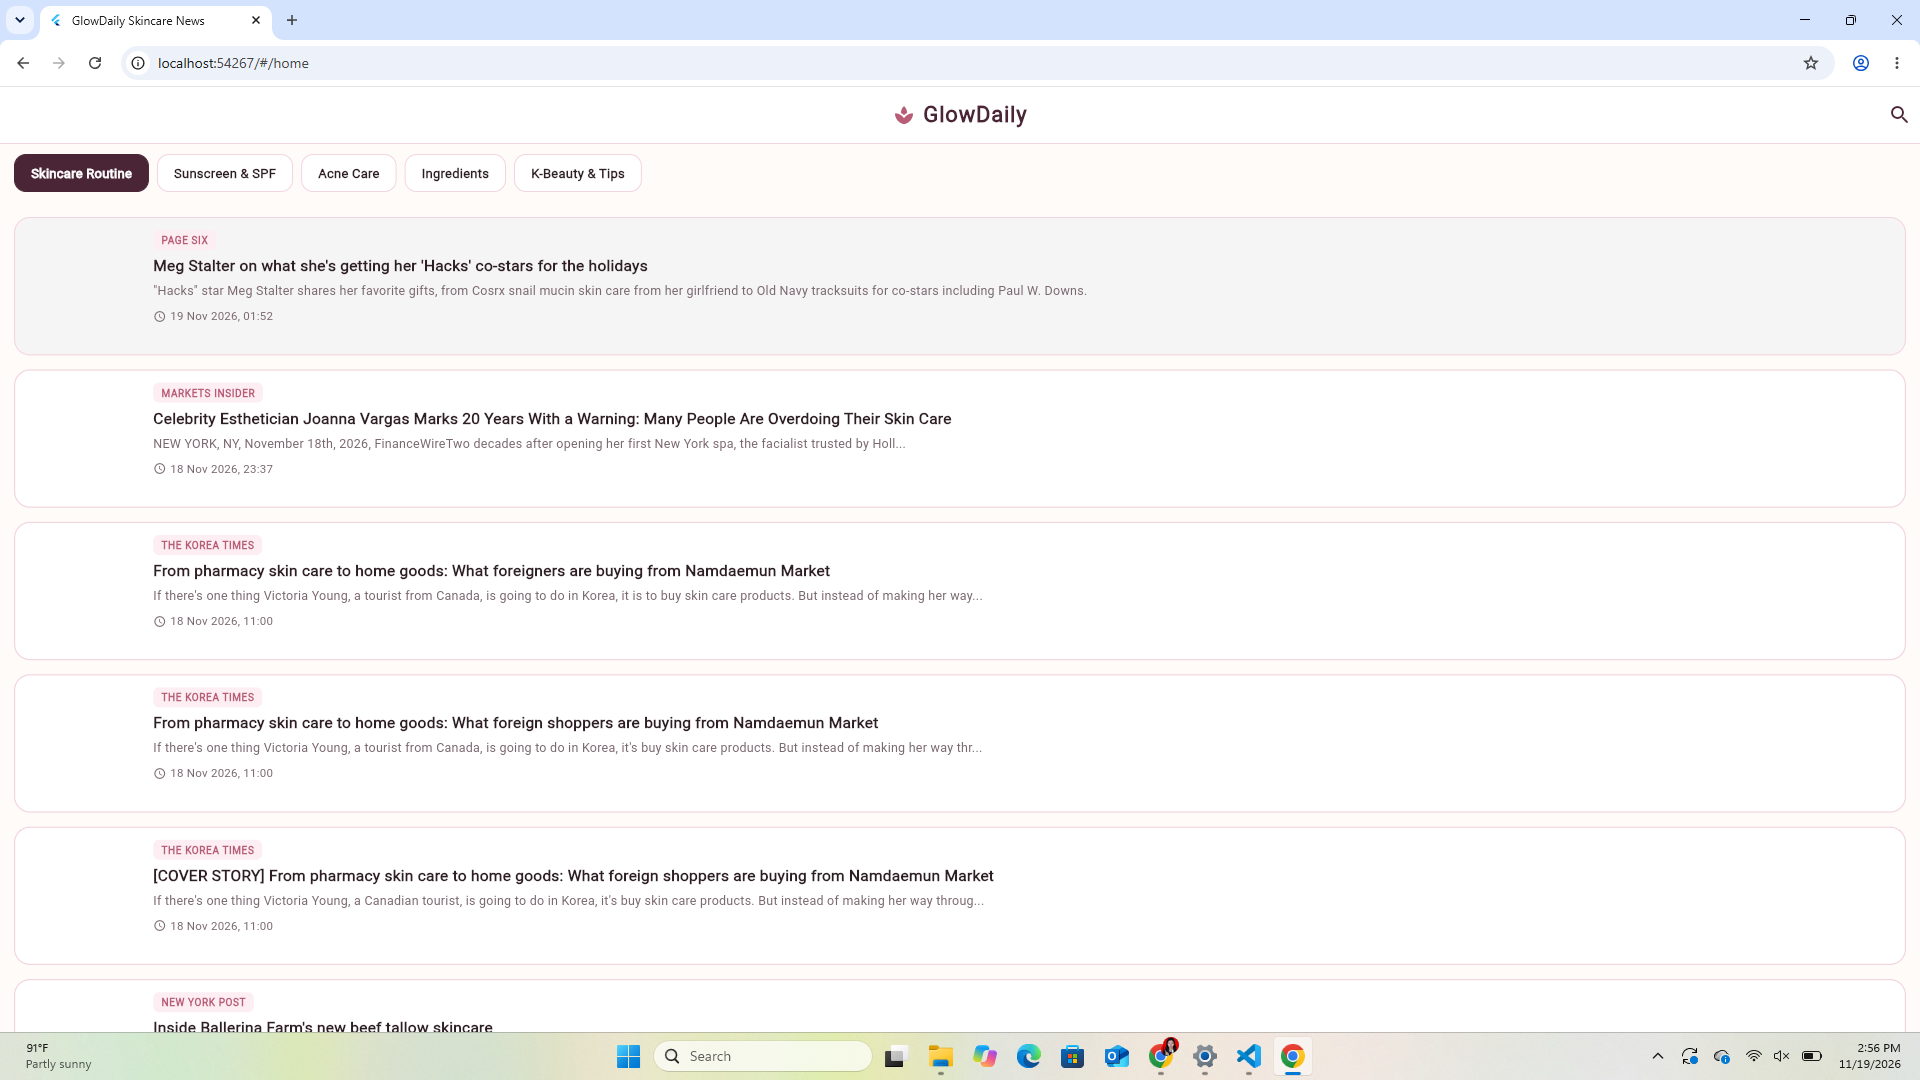 GlowDaily Skincare News
localhost:54267/#/home
GlowDaily
Skincare Routine
Sunscreen & SPF
Acne Care
Ingredients
K-Beauty & Tips
PAGE SIX
Meg Stalter on what she's getting her 'Hacks' co-stars for the holidays
"Hacks" star Meg Stalter shares her favorite gifts, from Cosrx snail mucin skin care from her girlfriend to Old Navy tracksuits for co-stars including Paul W. Downs.
19 Nov 2026, 01:52
MARKETS INSIDER
Celebrity Esthetician Joanna Vargas Marks 20 Years With a Warning: Many People Are Overdoing Their Skin Care
NEW YORK, NY, November 18th, 2026, FinanceWireTwo decades after opening her first New York spa, the facialist trusted by Holl...
18 Nov 2026, 23:37
THE KOREA TIMES
From pharmacy skin care to home goods: What foreigners are buying from Namdaemun Market
If there's one thing Victoria Young, a tourist from Canada, is going to do in Korea, it is to buy skin care products. But instead of making her way...
18 Nov 2026, 11:00
THE KOREA TIMES
From pharmacy skin care to home goods: What foreign shoppers are buying from Namdaemun Market
If there's one thing Victoria Young, a tourist from Canada, is going to do in Korea, it's buy skin care products. But instead of making her way thr...
18 Nov 2026, 11:00
THE KOREA TIMES
[COVER STORY] From pharmacy skin care to home goods: What foreign shoppers are buying from Namdaemun Market
If there's one thing Victoria Young, a Canadian tourist, is going to do in Korea, it's buy skin care products. But instead of making her way throug...
18 Nov 2026, 11:00
NEW YORK POST
Inside Ballerina Farm's new beef tallow skincare
91°F
Partly sunny
Search
2:56 PM
11/19/2026